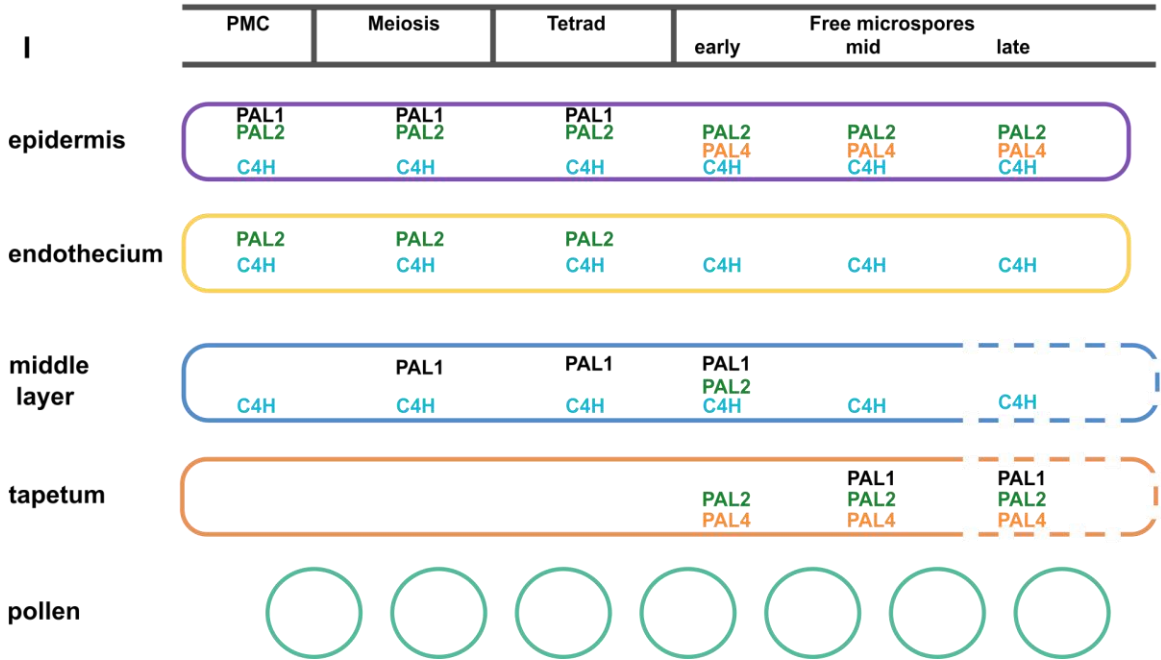 I
PMC Meiosis Tetrad Free microspores
early mid late
epidermis
PAL1 PAL1 PAL1
PAL2 PAL2 PAL2 PAL2 PAL2 PAL2
PAL4 PAL4 PAL4
C4H C4H C4H C4H C4H C4H
endothecium
PAL2 PAL2 PAL2
C4H C4H C4H C4H C4H C4H
middle
layer
PAL1 PAL1 PAL1
PAL2
C4H C4H C4H C4H C4H C4H
tapetum
PAL1 PAL1
PAL2 PAL2 PAL2
PAL4 PAL4 PAL4
pollen